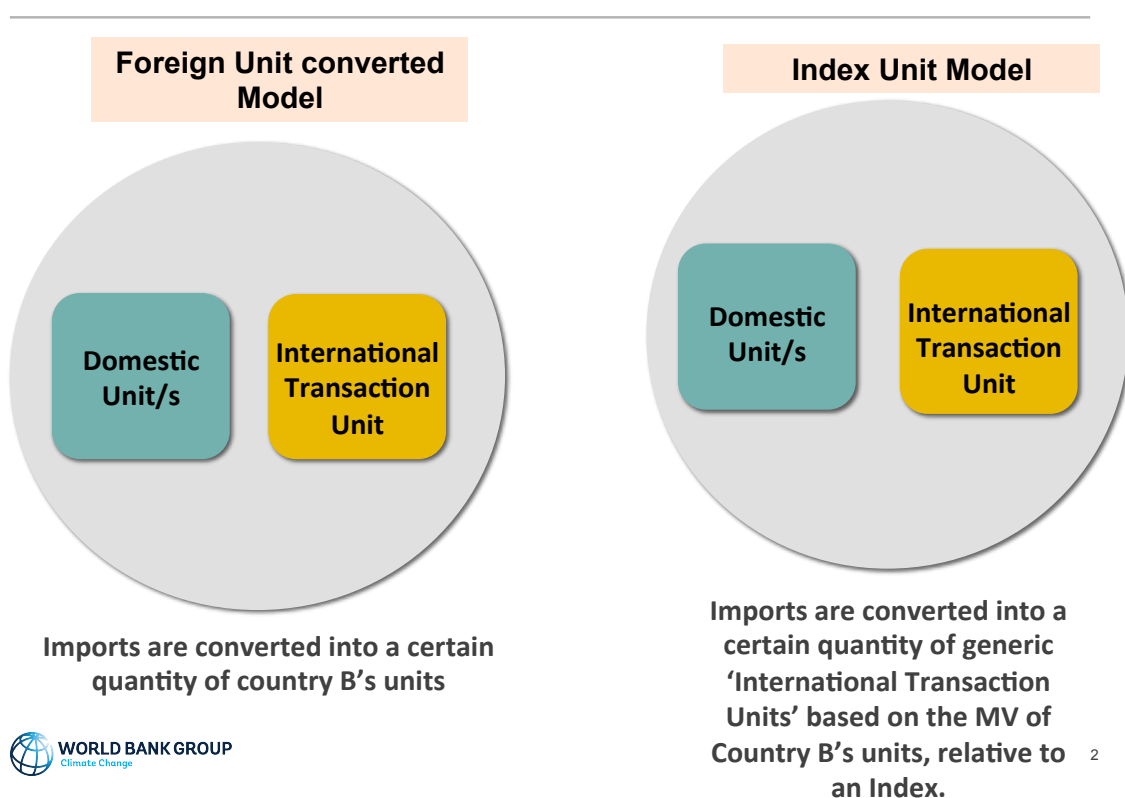 Foreign Unit converted
Model
Domestic
Unit/s
International
Transaction
Unit
Imports are converted into a certain
quantity of country B's units
Index Unit Model
Domestic
Unit/s
International
Transaction
Unit
Imports are converted into a
certain quantity of generic
‘International Transaction
Units’ based on the MV of
Country B’s units, relative to
an Index.
WORLD BANK GROUP
Climate Change
2